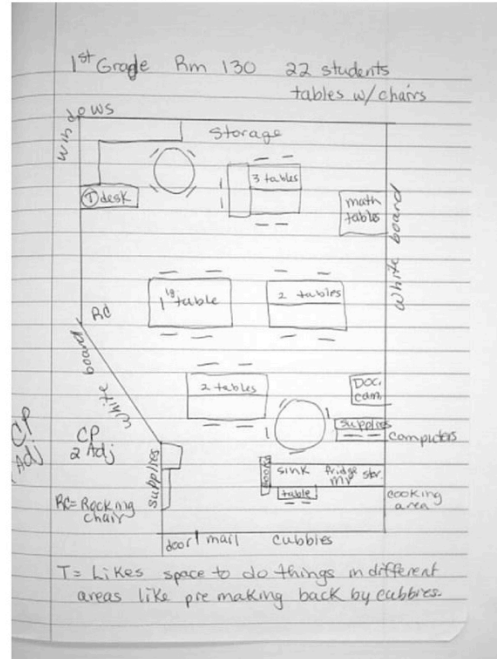 1st Grade Rm 130 22 students
tables w/chairs
Windows
Storage
3 tables
T desk
math tables
White board
1 lg table
2 tables
RC
White board
2 tables
Doc. cam
supplies
computers
CP
Adj
CP
2 Adj
supplies
books
sink fridge stor.
table
cooking area
RC= Rocking chair
door mail cubbies
T= Likes space to do things in different
areas like pre making back by cubbies.